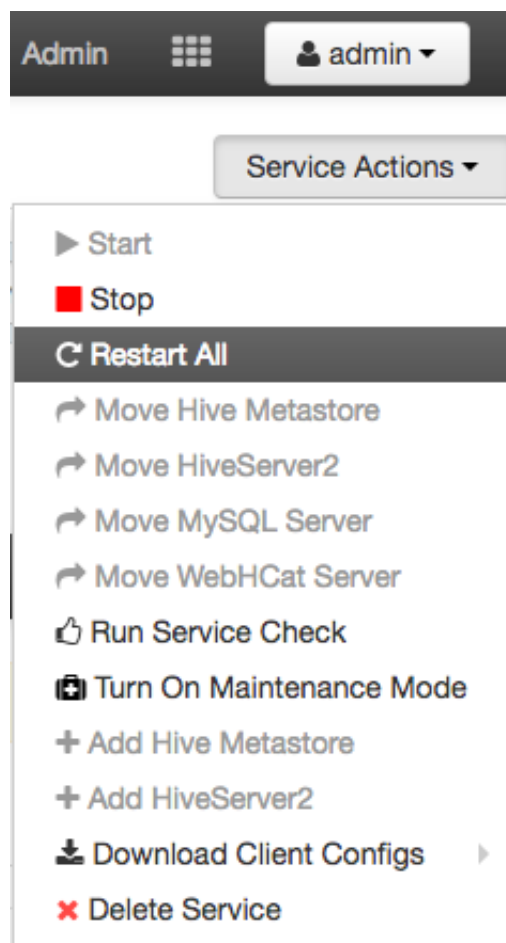 Admin admin
Service Actions
Start
Stop
Restart All
Move Hive Metastore
Move HiveServer2
Move MySQL Server
Move WebHCat Server
Run Service Check
Turn On Maintenance Mode
Add Hive Metastore
Add HiveServer2
Download Client Configs
Delete Service